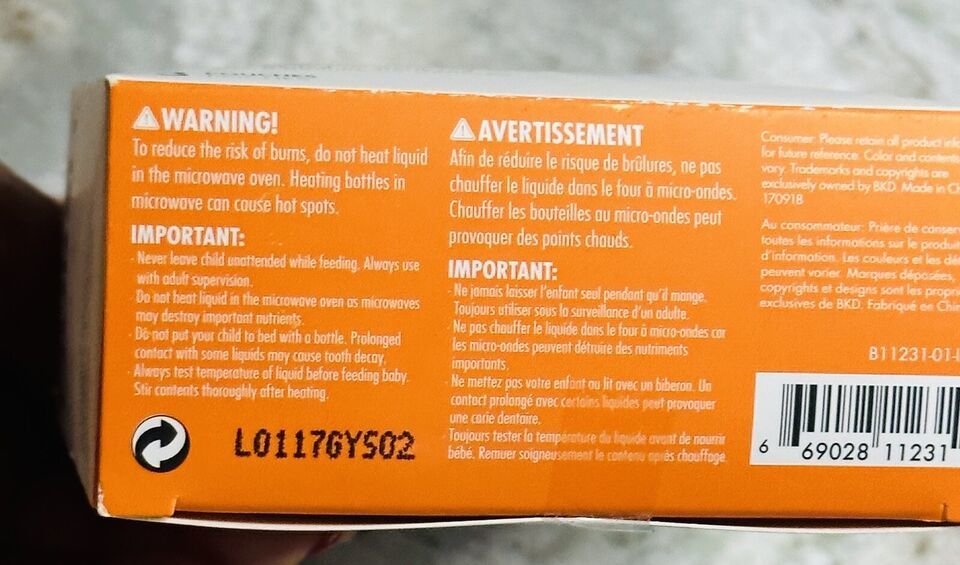 WARNING!
To reduce the risk of burns, do not heat liquid
in the microwave oven. Heating bottles in
microwave can cause hot spots.
IMPORTANT:
· Never leave child unattended while feeding. Always use
with adult supervision.
· Do not heat liquid in the microwave oven as microwaves
may destroy important nutrients.
· Do not put your child to bed with a bottle. Prolonged
contact with some liquids may cause tooth decay.
· Always test temperature of liquid before feeding baby.
Stir contents thoroughly after heating.
L01176YS02
AVERTISSEMENT
Afin de réduire le risque de brûlures, ne pas
chauffer le liquide dans le four à micro-ondes.
Chauffer les bouteilles au micro-ondes peut
provoquer des points chauds.
IMPORTANT:
· Ne jamais laisser l'enfant seul pendant qu'il mange.
Toujours utiliser sous la surveillance d'un adulte.
· Ne pas chauffer le liquide dans le four à micro-ondes car
les micro-ondes peuvent détruire des nutriments
importants.
· Ne mettez pas votre enfant au lit avec un biberon. Un
contact prolongé avec certains liquides peut provoquer
une carie dentaire.
· Toujours tester la température du liquide avant de nourrir
bébé. Remuer soigneusement le contenu après chauffage.
Consumer: Please retain all product
for future reference. Color and contents
vary. Trademarks and copyrights are
exclusively owned by BKD. Made in
170918
Au consommateur: Prière de
toutes les informations sur le produit
d'information. Les couleurs et les
peuvent varier. Marques déposées,
copyrights et designs sont les
exclusives de BKD. Fabriqué en
B11231-01-
6 69028 11231